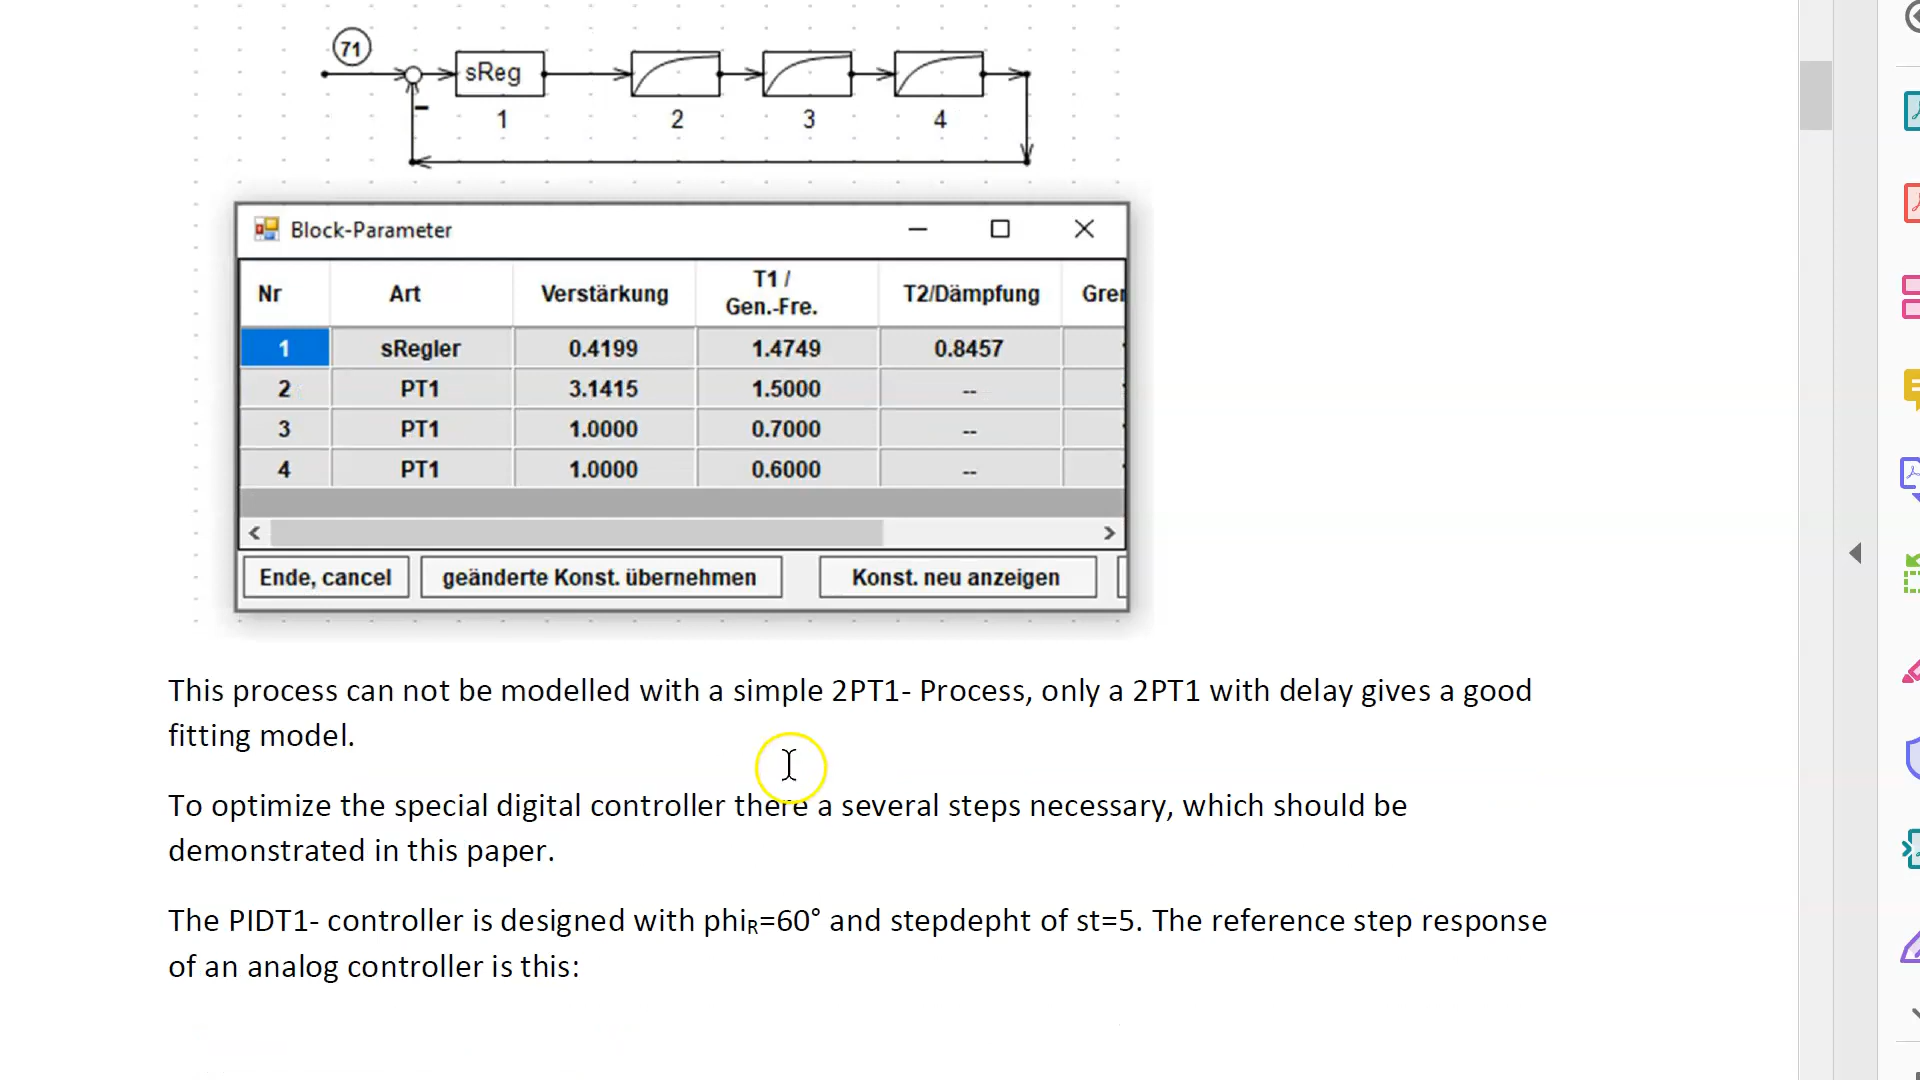 71
sReg
1
2
3
4
Block-Parameter
Nr Art Verstärkung T1 / Gen.-Fre. T2/Dämpfung Gre
1 sRegler 0.4199 1.4749 0.8457
2 PT1 3.1415 1.5000 --
3 PT1 1.0000 0.7000 --
4 PT1 1.0000 0.6000 --
Ende, cancel geänderte Konst. übernehmen Konst. neu anzeigen
This process can not be modelled with a simple 2PT1- Process, only a 2PT1 with delay gives a good
fitting model.
To optimize the special digital controller there a several steps necessary, which should be
demonstrated in this paper.
The PIDT1- controller is designed with phiR=60° and stepdepht of st=5. The reference step response
of an analog controller is this: